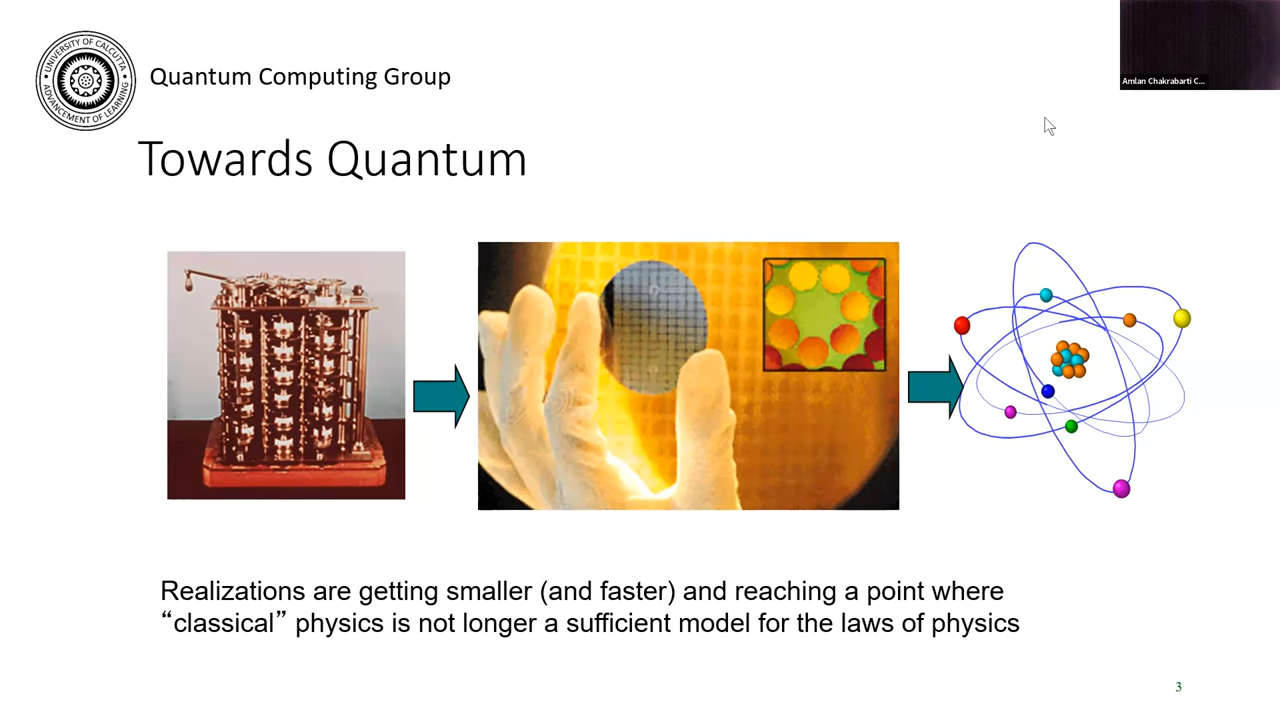 UNIVERSITY OF CALCUTTA
ADVANCEMENT OF LEARNING
Quantum Computing Group
Amlan Chakrabarti C...
Towards Quantum
Realizations are getting smaller (and faster) and reaching a point where
“classical” physics is not longer a sufficient model for the laws of physics
3